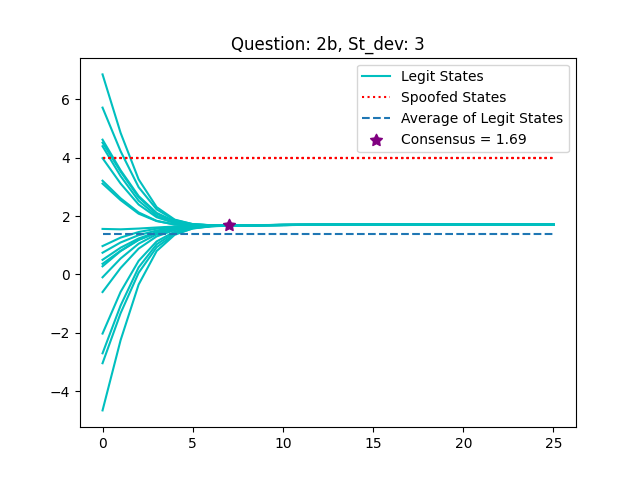 Question: 2b, St_dev: 3
Legit States
Spoofed States
Average of Legit States
Consensus = 1.69
6
4
2
0
−2
−4
0
5
10
15
20
25